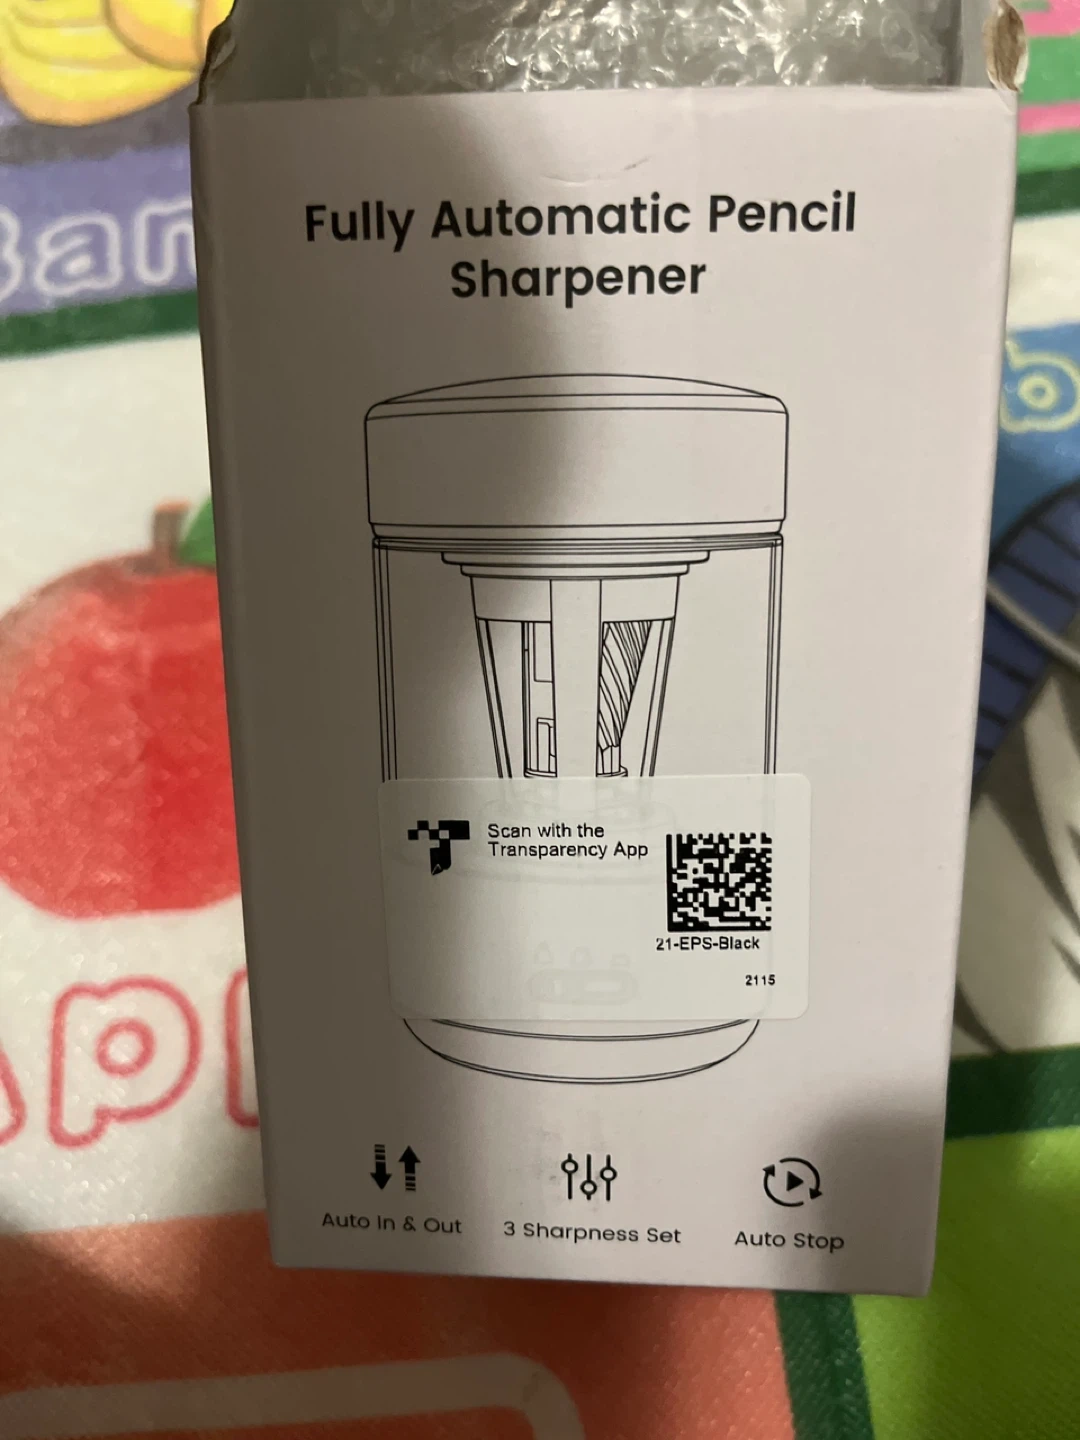 Fully Automatic Pencil
Sharpener
Scan with the
Transparency App
21-EPS-Black
2115
Auto In & Out
3 Sharpness Set
Auto Stop